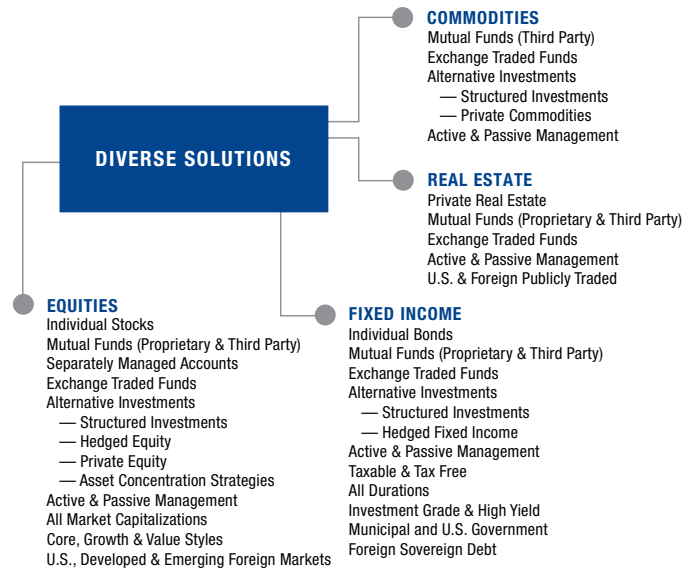 DIVERSE SOLUTIONS
COMMODITIES
Mutual Funds (Third Party)
Exchange Traded Funds
Alternative Investments
— Structured Investments
— Private Commodities
Active & Passive Management
REAL ESTATE
Private Real Estate
Mutual Funds (Proprietary & Third Party)
Exchange Traded Funds
Active & Passive Management
U.S. & Foreign Publicly Traded
EQUITIES
Individual Stocks
Mutual Funds (Proprietary & Third Party)
Separately Managed Accounts
Exchange Traded Funds
Alternative Investments
— Structured Investments
— Hedged Equity
— Private Equity
— Asset Concentration Strategies
Active & Passive Management
All Market Capitalizations
Core, Growth & Value Styles
U.S., Developed & Emerging Foreign Markets
FIXED INCOME
Individual Bonds
Mutual Funds (Proprietary & Third Party)
Exchange Traded Funds
Alternative Investments
— Structured Investments
— Hedged Fixed Income
Active & Passive Management
Taxable & Tax Free
All Durations
Investment Grade & High Yield
Municipal and U.S. Government
Foreign Sovereign Debt